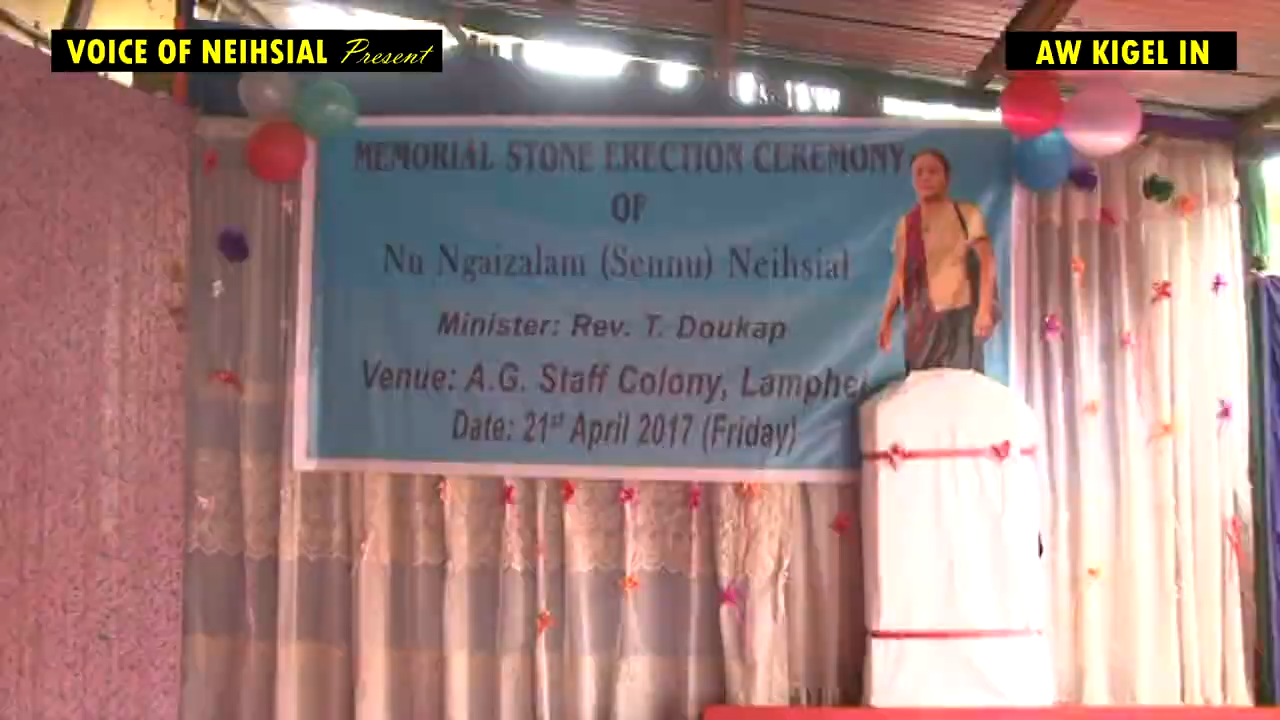 VOICE OF NEIHSIAL Present
AW KIGEL IN
MEMORIAL STONE ERECTION CEREMONY
OF
Nu Ngaizalam (Sennu) Neihsial
Minister: Rev. T. Doukap
Venue: A.G. Staff Colony, Lamphel
Date: 21st April 2017 (Friday)